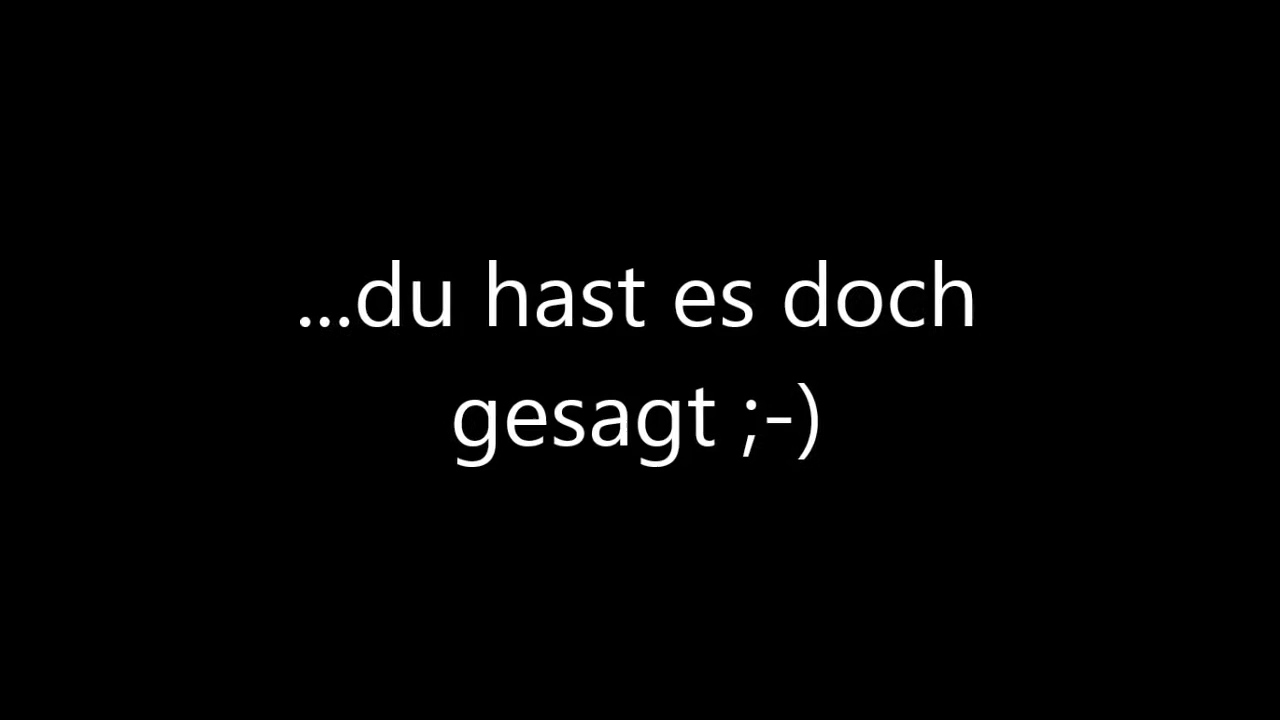 ...du hast es doch
gesagt ;-)